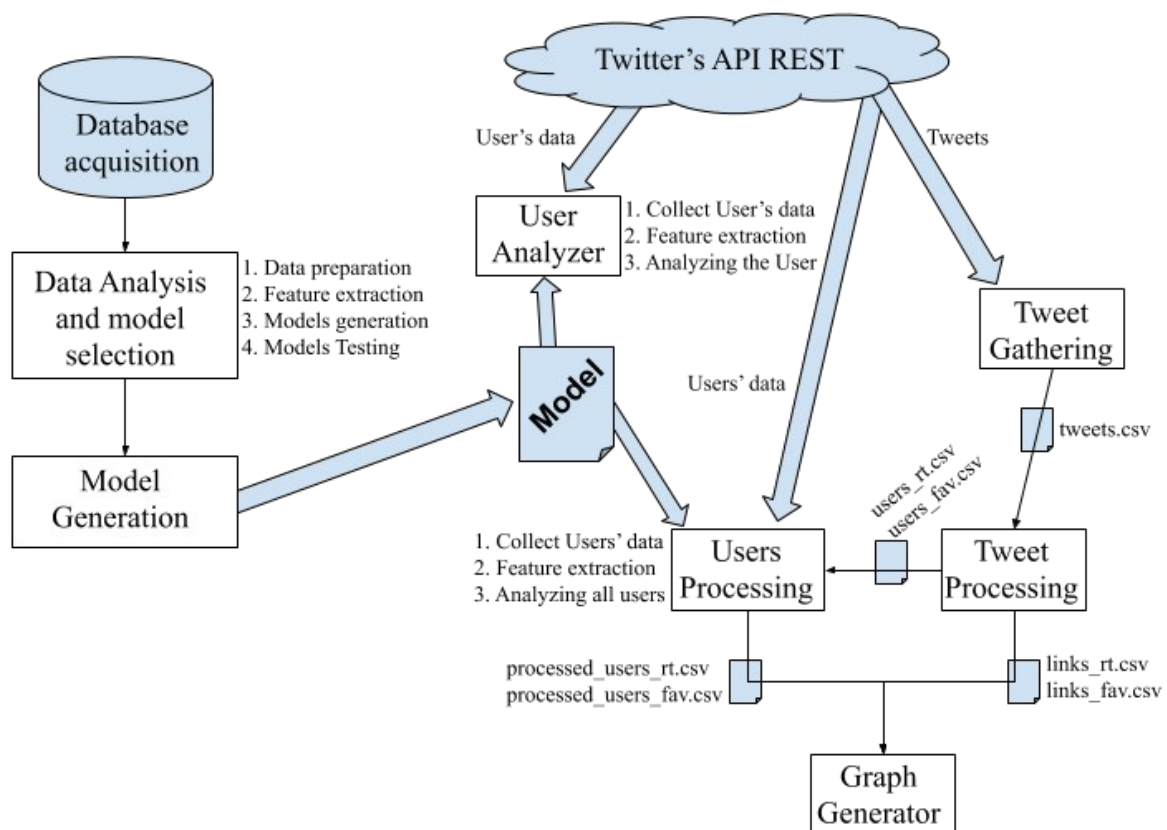 Twitter's API REST
Database
acquisition
User's data
Tweets
User
Analyzer
1. Collect User's data
2. Feature extraction
3. Analyzing the User
Data Analysis
and model
selection
1. Data preparation
2. Feature extraction
3. Models generation
4. Models Testing
Tweet
Gathering
Model
Users' data
tweets.csv
Model
Generation
users_rt.csv
users_fav.csv
1. Collect Users' data
2. Feature extraction
3. Analyzing all users
Users
Processing
Tweet
Processing
processed_users_rt.csv
processed_users_fav.csv
links_rt.csv
links_fav.csv
Graph
Generator